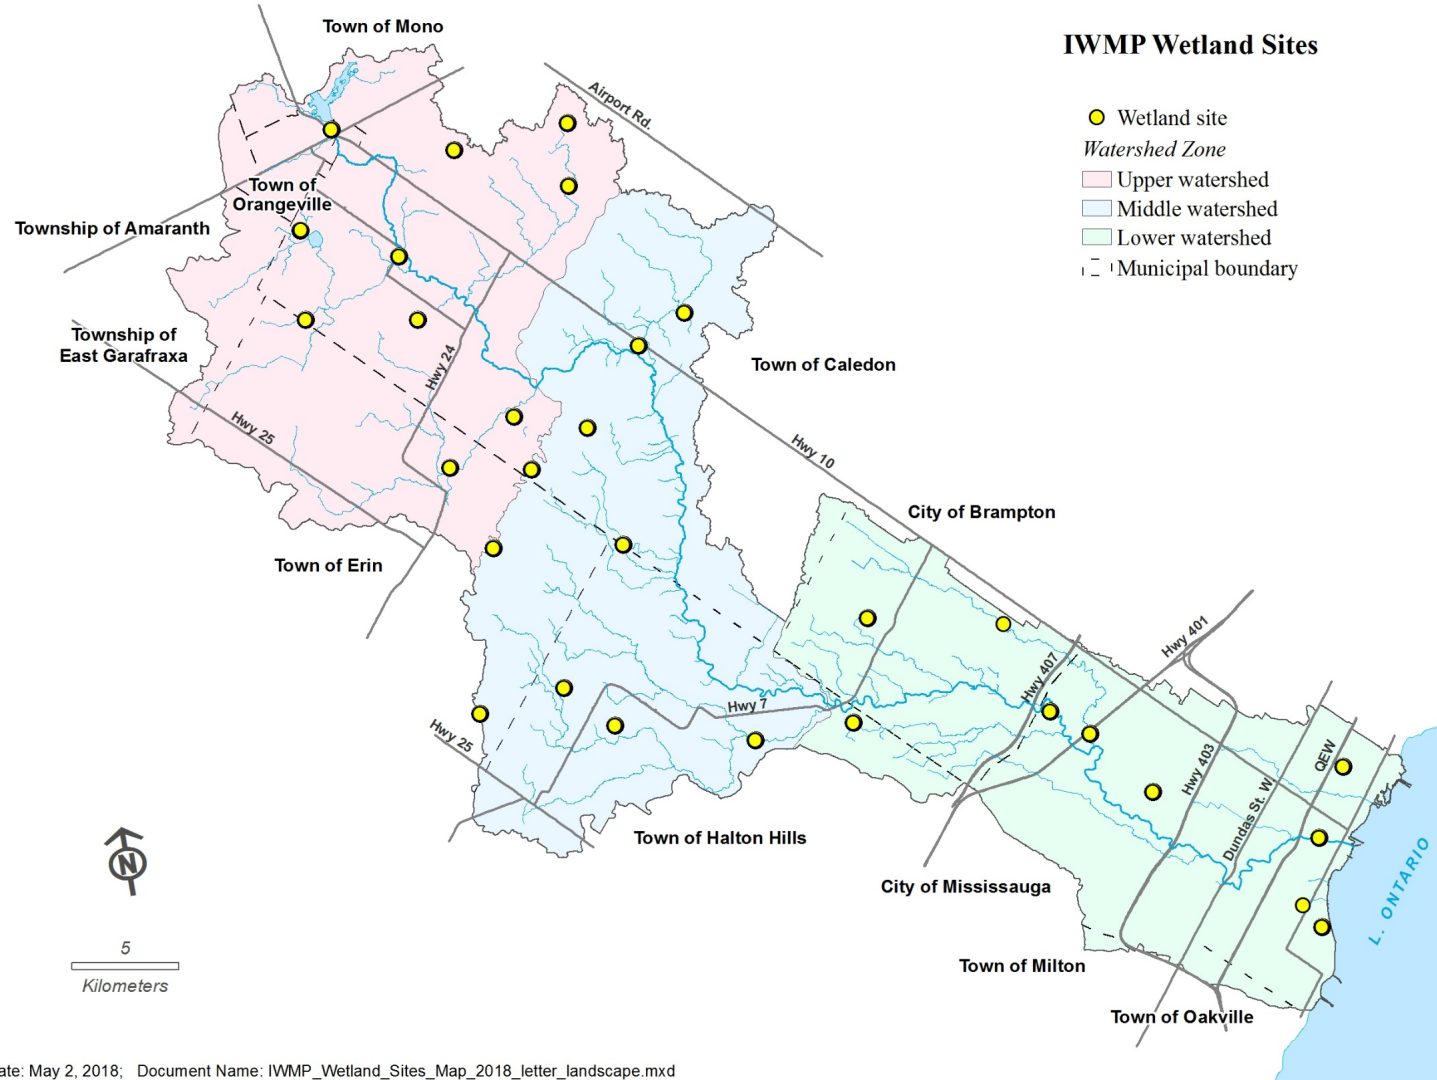 Town of Mono
IWMP Wetland Sites
Airport Rd.
Wetland site
Watershed Zone
Upper watershed
Middle watershed
Lower watershed
Municipal boundary
Town of
Orangeville
Township of Amaranth
Township of
East Garafraxa
Hwy 24
Town of Caledon
Hwy 25
Hwy 10
City of Brampton
Town of Erin
Hwy 401
Hwy 407
Hwy 7
Hwy 25
Hwy 403
QEW
Dundas St. W
Town of Halton Hills
L. ONTARIO
N
City of Mississauga
5
Kilometers
Town of Milton
Town of Oakville
ate: May 2, 2018; Document Name: IWMP_Wetland_Sites_Map_2018_letter_landscape.mxd